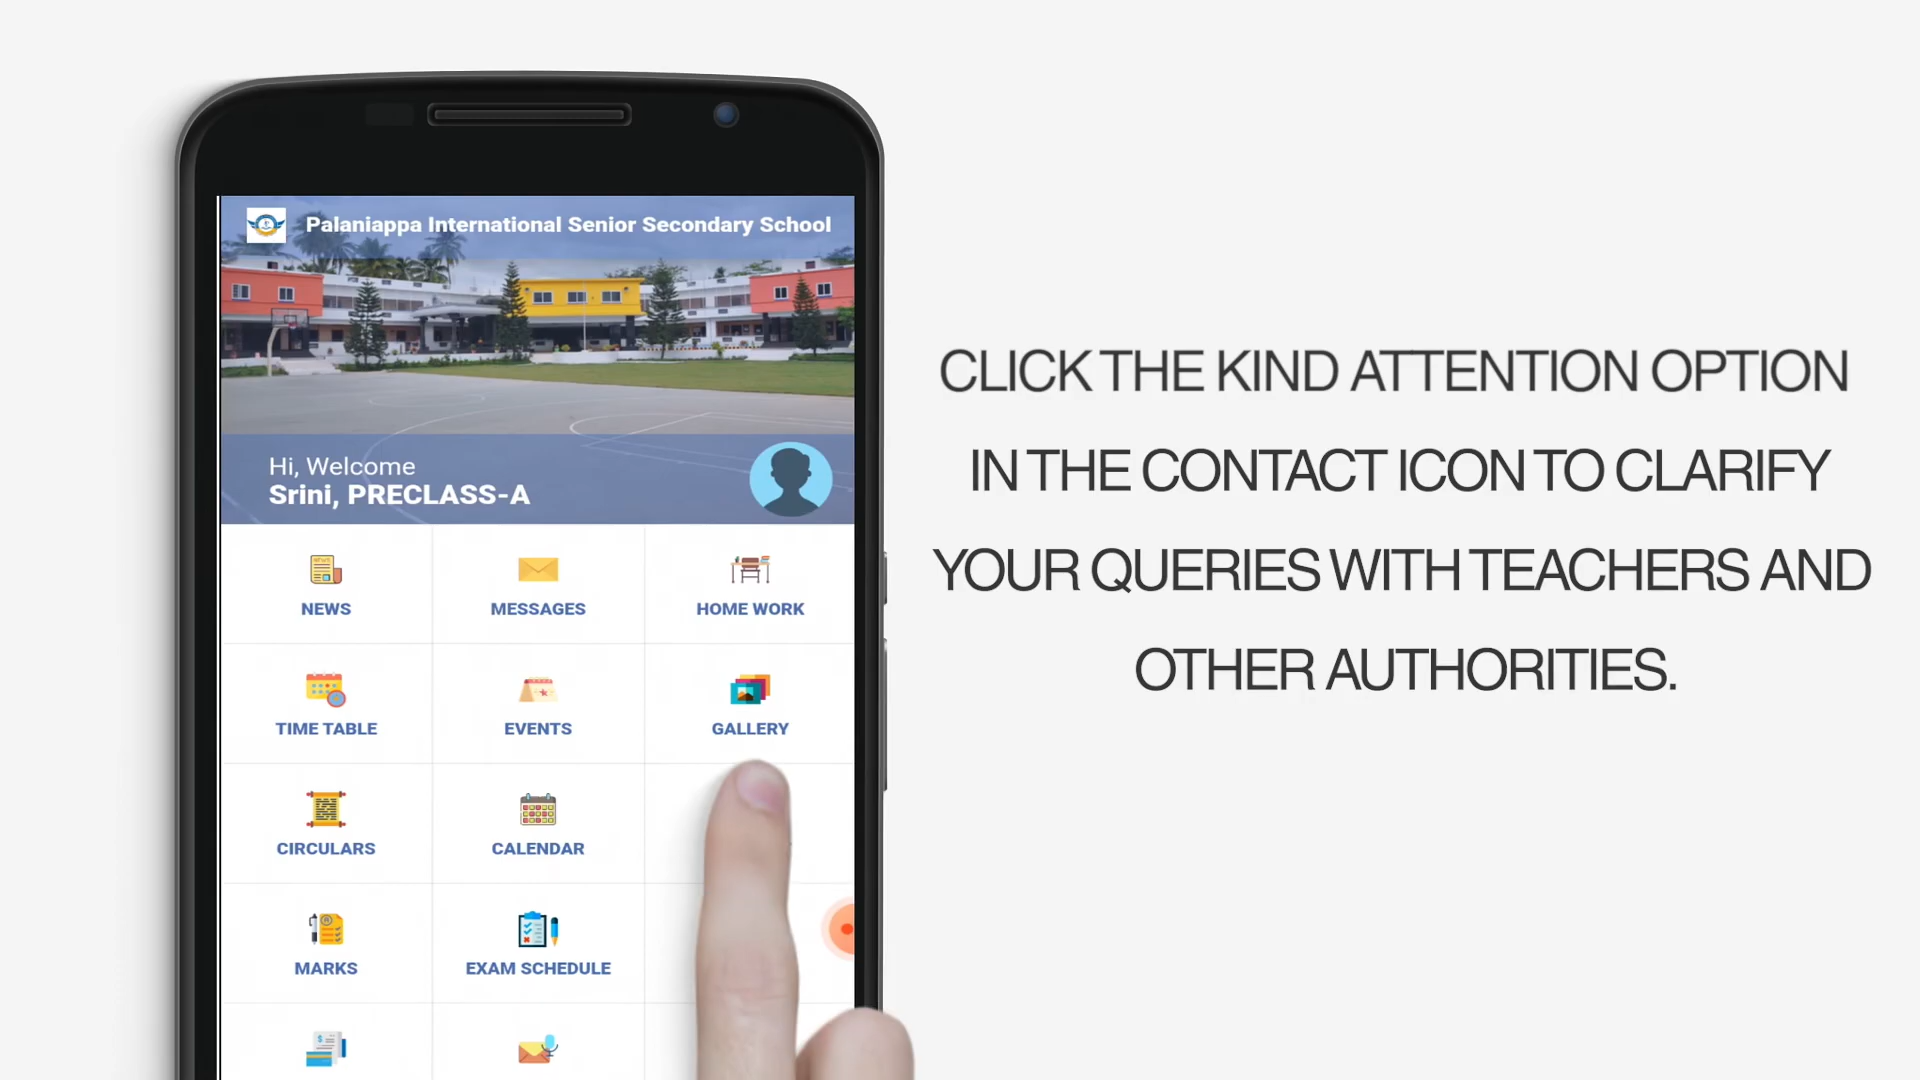 Palaniappa International Senior Secondary School
Hi, Welcome
Srini, PRECLASS-A
NEWS
MESSAGES
HOME WORK
TIME TABLE
EVENTS
GALLERY
CIRCULARS
CALENDAR
MARKS
EXAM SCHEDULE
CLICK THE KIND ATTENTION OPTION
IN THE CONTACT ICON TO CLARIFY
YOUR QUERIES WITH TEACHERS AND
OTHER AUTHORITIES.